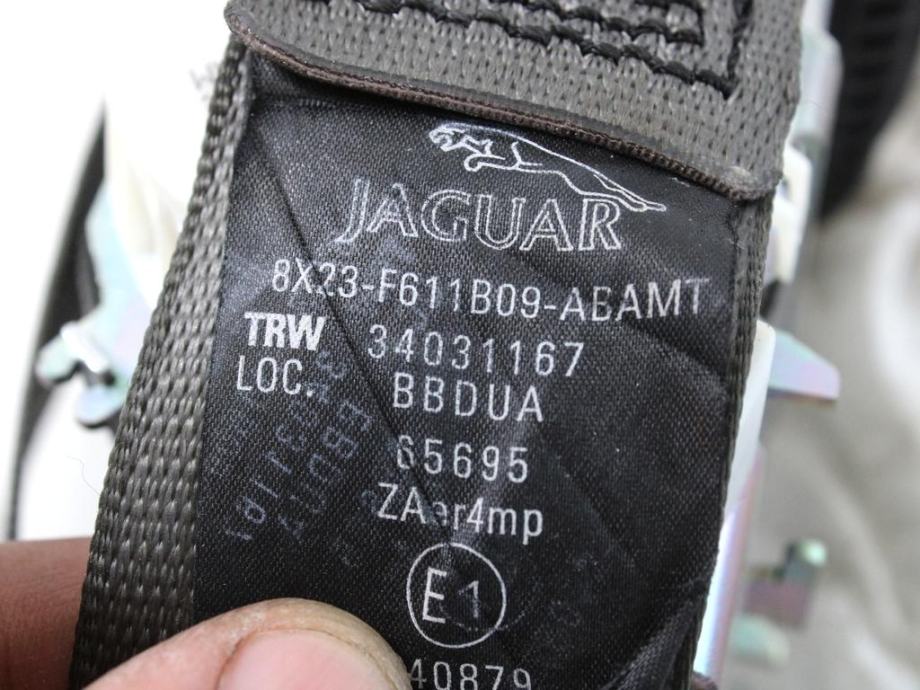 JAGUAR
8X23-F611B09-ABAMT
TRW 34031167
LOC. BBDUA
65695
ZAer4mp
E1
40879